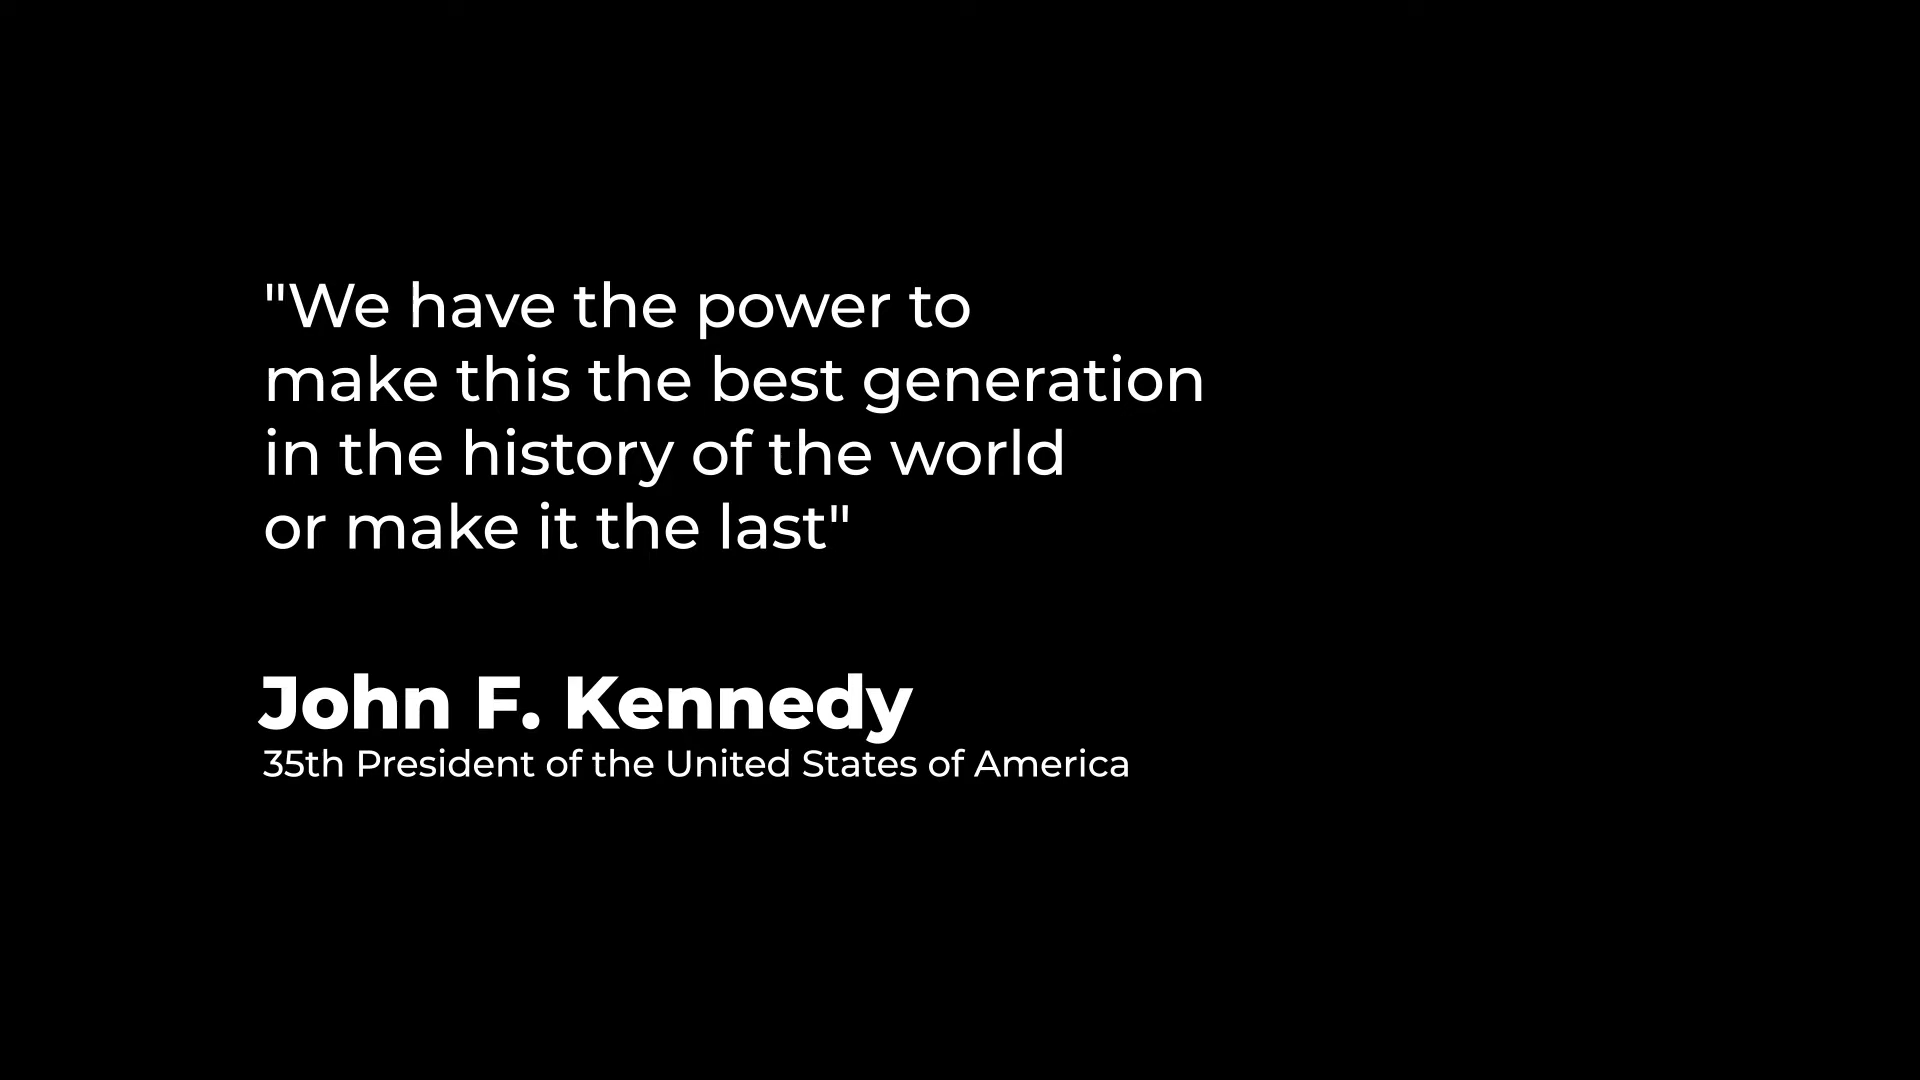 "We have the power to
make this the best generation
in the history of the world
or make it the last"
John F. Kennedy
35th President of the United States of America